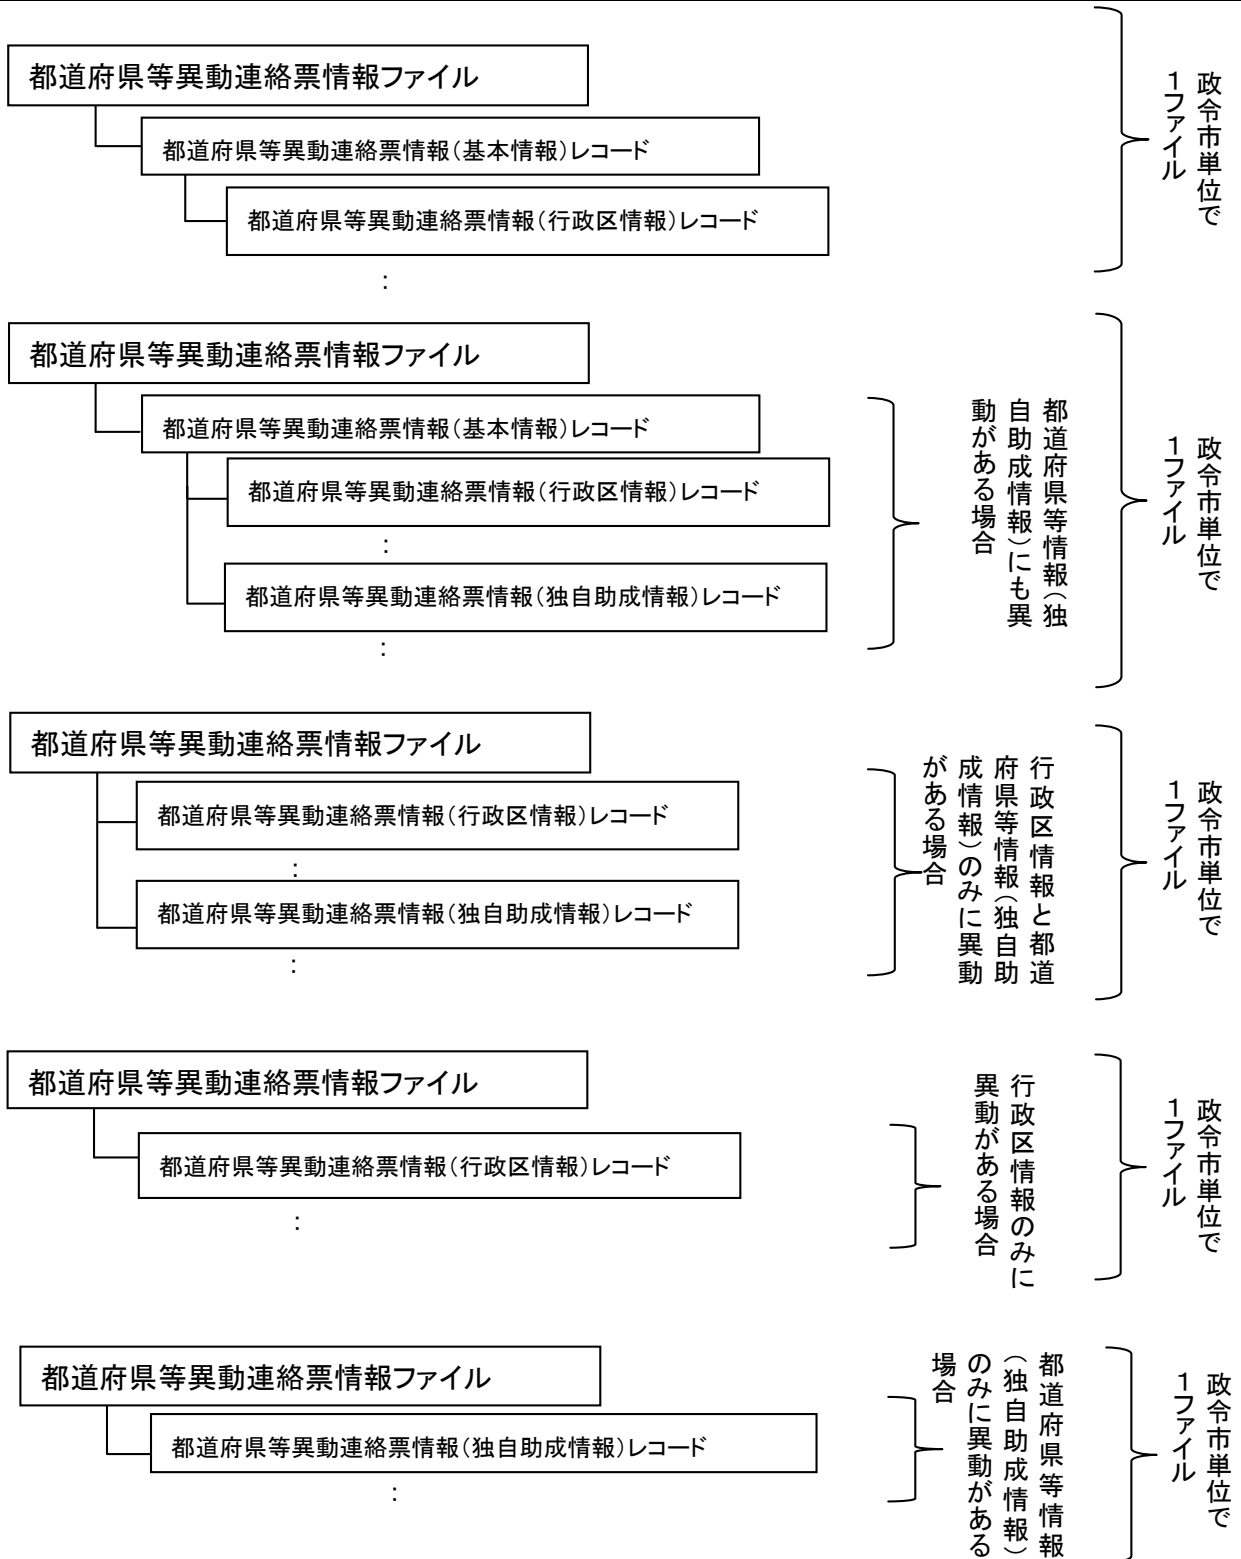 都道府県等異動連絡票情報ファイル
都道府県等異動連絡票情報（基本情報）レコード
都道府県等異動連絡票情報（行政区情報）レコード
：
政令市単位で
１ファイル
都道府県等異動連絡票情報ファイル
都道府県等異動連絡票情報（基本情報）レコード
都道府県等異動連絡票情報（行政区情報）レコード
：
都道府県等異動連絡票情報（独自助成情報）レコード
：
都道府県等情報（独
自助成情報）にも異
動がある場合
政令市単位で
１ファイル
都道府県等異動連絡票情報ファイル
都道府県等異動連絡票情報（行政区情報）レコード
：
都道府県等異動連絡票情報（独自助成情報）レコード
：
行政区情報と都道
府県等情報（独自助
成情報）のみに異動
がある場合
政令市単位で
１ファイル
都道府県等異動連絡票情報ファイル
都道府県等異動連絡票情報（行政区情報）レコード
：
行政区情報のみに
異動がある場合
政令市単位で
１ファイル
都道府県等異動連絡票情報ファイル
都道府県等異動連絡票情報（独自助成情報）レコード
：
都道府県等情報
（独自助成情報）
のみに異動がある
場合
政令市単位で
１ファイル